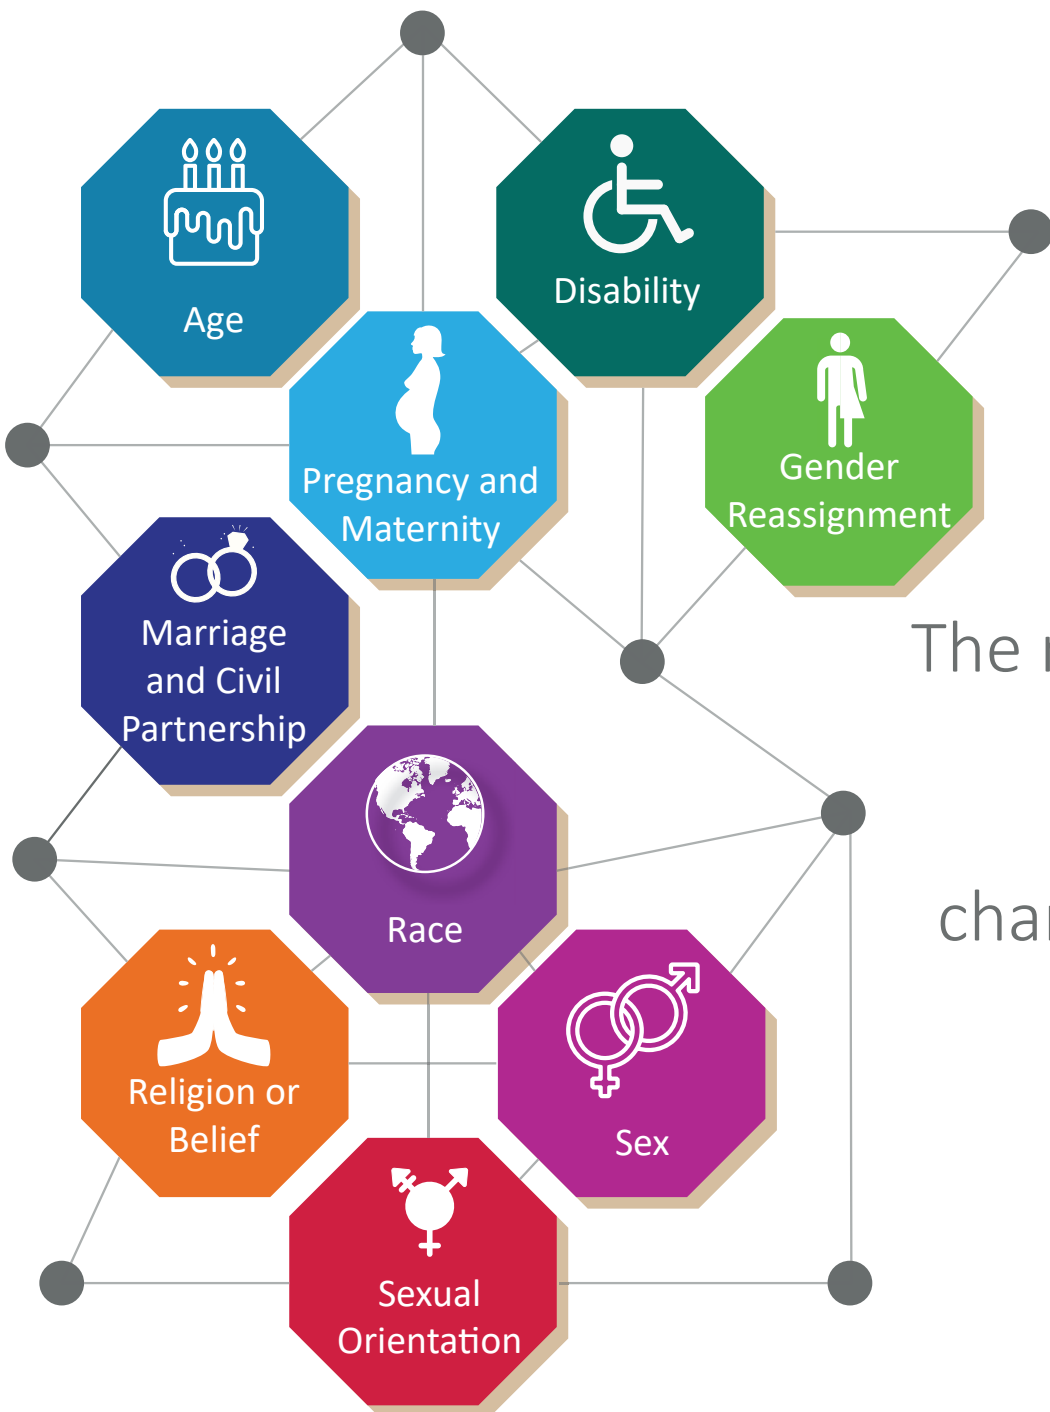 Age
Disability
Pregnancy and
Maternity
Gender
Reassignment
Marriage
and Civil
Partnership
The
Race
Religion or
Belief
Sex
Sexual
Orientation